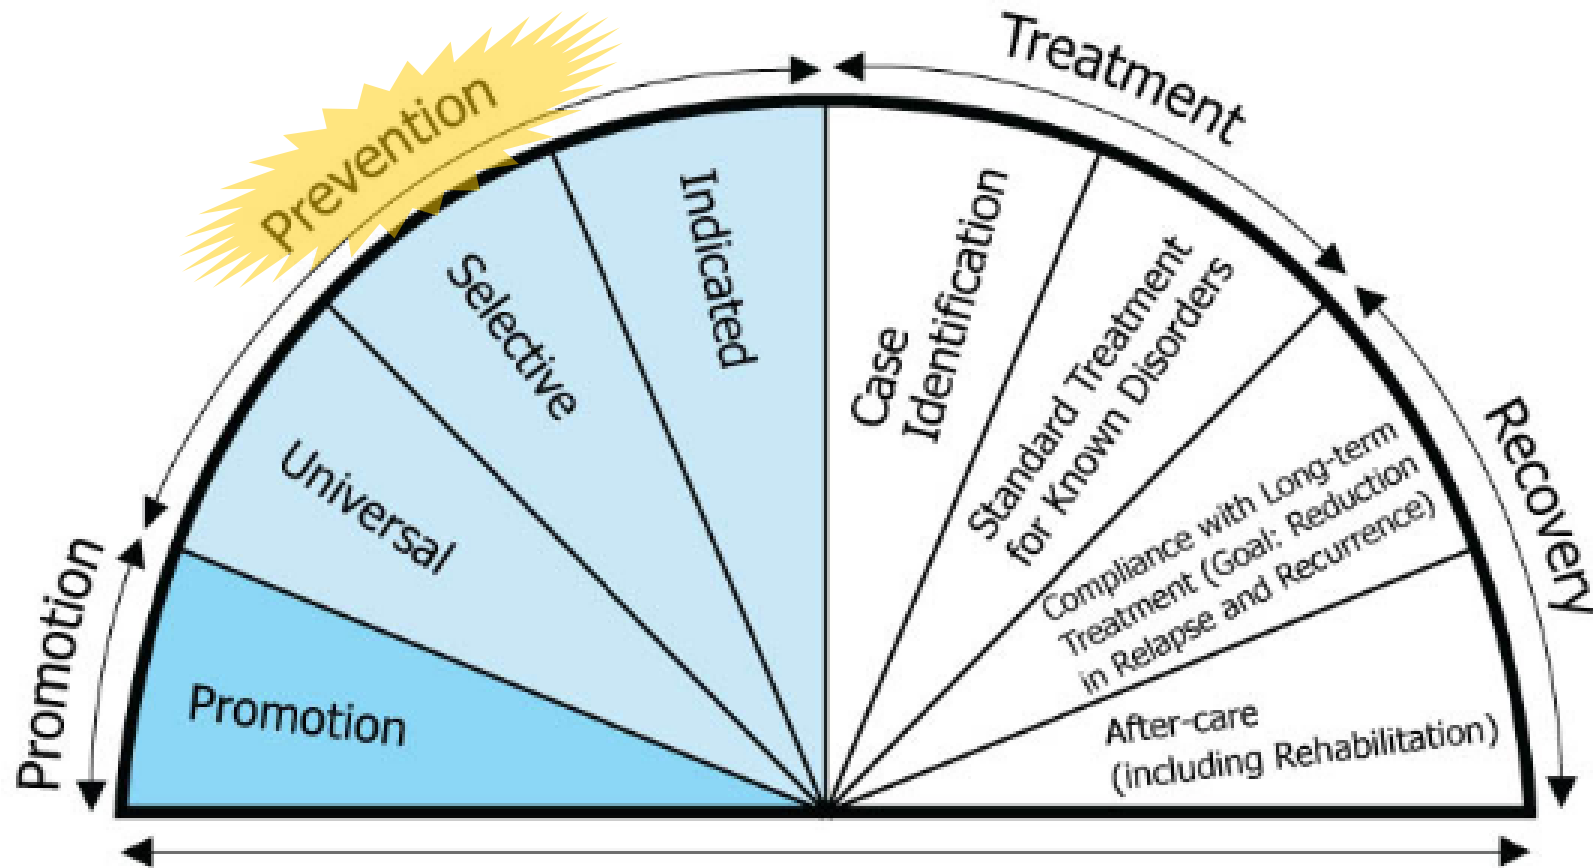 Prevention
Treatment
Recovery
Promotion
Promotion
Universal
Selective
Indicated
Case
Identification
Standard Treatment
for Known Disorders
Compliance with Long-term
Treatment (Goal: Reduction
in Relapse and Recurrence)
After-care
(including Rehabilitation)